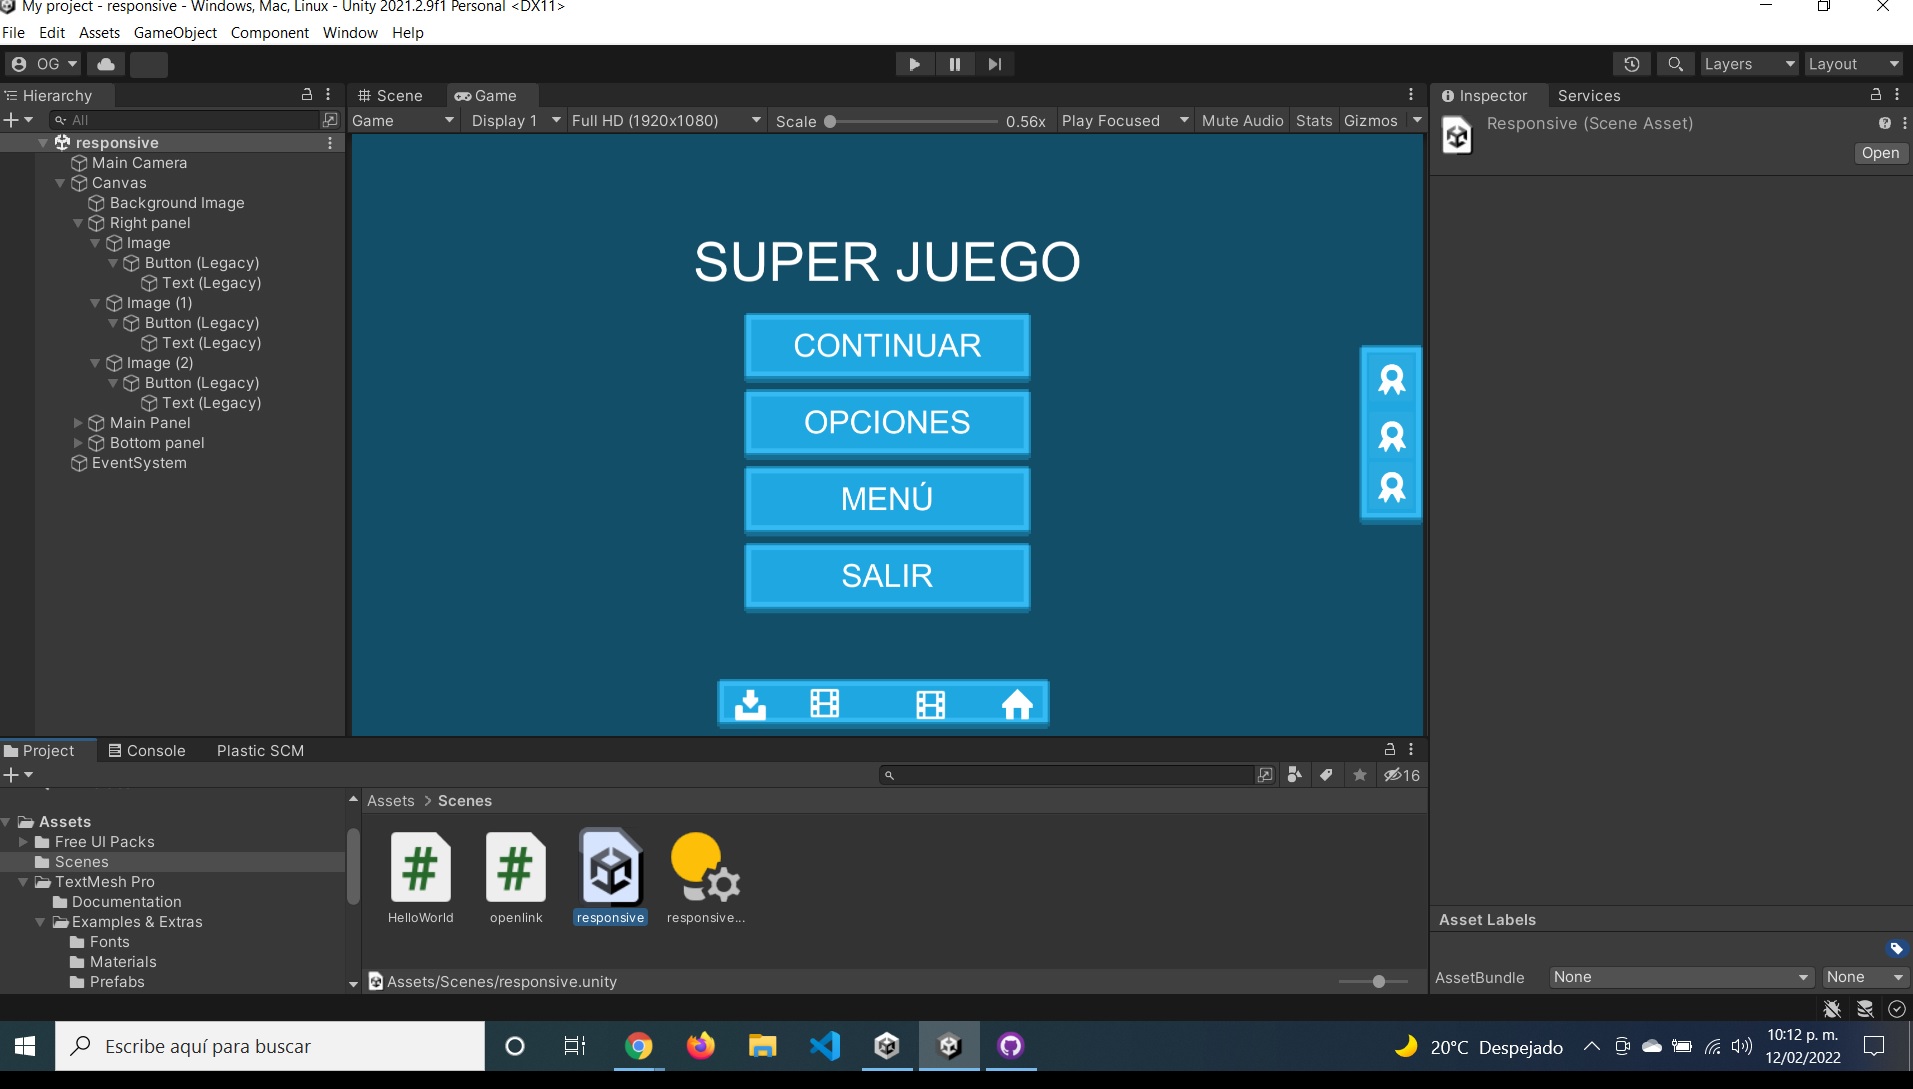 My project - responsive - Windows, Mac, Linux - Unity 2021.2.9f1 Personal <DX11>
File Edit Assets GameObject Component Window Help
OG Layers Layout
Hierarchy
All
responsive
Main Camera
Canvas
Background Image
Right panel
Image
Button (Legacy)
Text (Legacy)
Image (1)
Button (Legacy)
Text (Legacy)
Image (2)
Button (Legacy)
Text (Legacy)
Main Panel
Bottom panel
EventSystem
Scene Game
Game Display 1 Full HD (1920x1080) Scale 0.56x Play Focused Mute Audio Stats Gizmos
SUPER JUEGO
CONTINUAR
OPCIONES
MENÚ
SALIR
Inspector Services
Responsive (Scene Asset)
Open
Project Console Plastic SCM
16
Assets
Free UI Packs
Scenes
TextMesh Pro
Documentation
Examples & Extras
Fonts
Materials
Prefabs
Assets > Scenes
HelloWorld openlink responsive responsive...
Assets/Scenes/responsive.unity
Asset Labels
AssetBundle None None
Escribe aquí para buscar
20°C Despejado
10:12 p. m.
12/02/2022